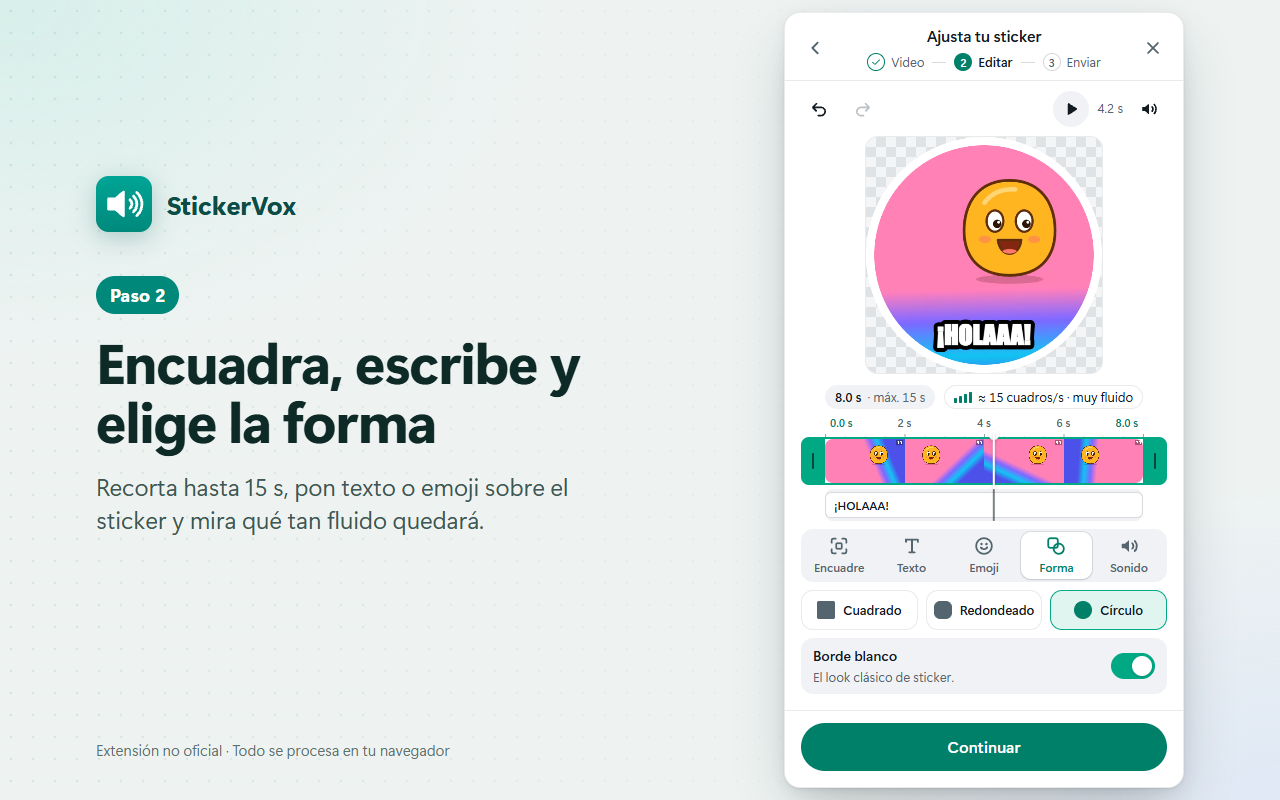 StickerVox
Paso 2
Encuadra, escribe y
elige la forma
Recorta hasta 15 s, pon texto o emoji sobre el
sticker y mira qué tan fluido quedará.
Extensión no oficial · Todo se procesa en tu navegador
Ajusta tu sticker
Video
2 Editar
3 Enviar
4.2 s
¡HOLAAA!
8.0 s · máx. 15 s
≈ 15 cuadros/s · muy fluido
0.0 s 2 s 4 s 6 s 8.0 s
¡HOLAAA!
Encuadre Texto Emoji Forma Sonido
Cuadrado Redondeado Círculo
Borde blanco
El look clásico de sticker.
Continuar